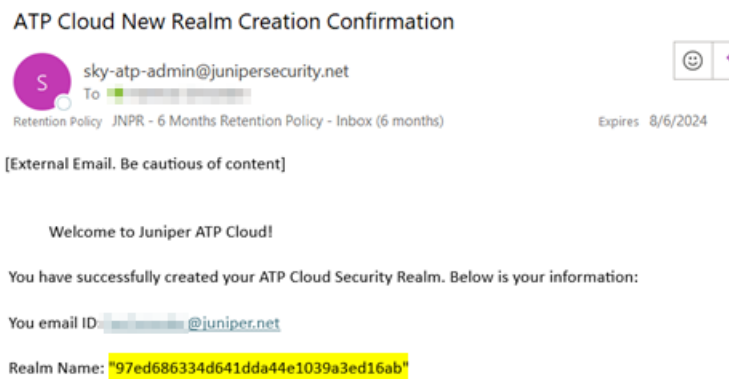 ATP Cloud New Realm Creation Confirmation
S
sky-atp-admin@junipersecurity.net
To
Retention Policy JNPR - 6 Months Retention Policy - Inbox (6 months) Expires 8/6/2024
[External Email. Be cautious of content]
Welcome to Juniper ATP Cloud!
You have successfully created your ATP Cloud Security Realm. Below is your information:
You email ID: @juniper.net
Realm Name: "97ed686334d641dda44e1039a3ed16ab"